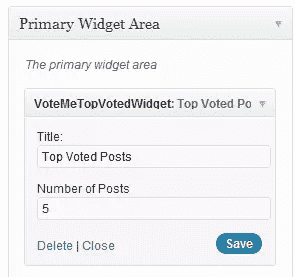 Primary Widget Area
The primary widget area
VoteMeTopVotedWidget: Top Voted Po
Title:
Top Voted Posts
Number of Posts
5
Delete | Close
Save